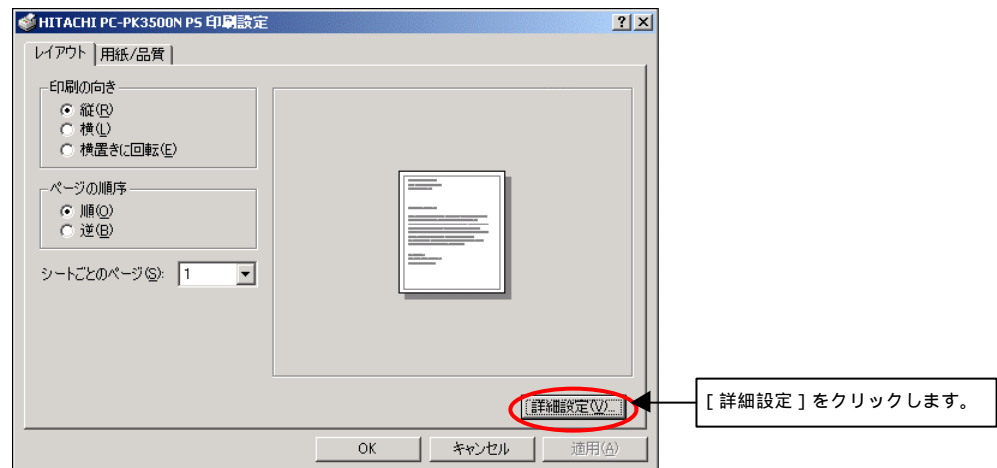 HITACHI PC-PK3500N PS 印刷設定
レイアウト 用紙/品質
印刷の向き
縦(R)
横(L)
横置きに回転(E)
ページの順序
順(O)
逆(B)
シートごとのページ(S): 1
詳細設定(V)...
[ 詳細設定 ] をクリックします。
OK キャンセル 適用(A)